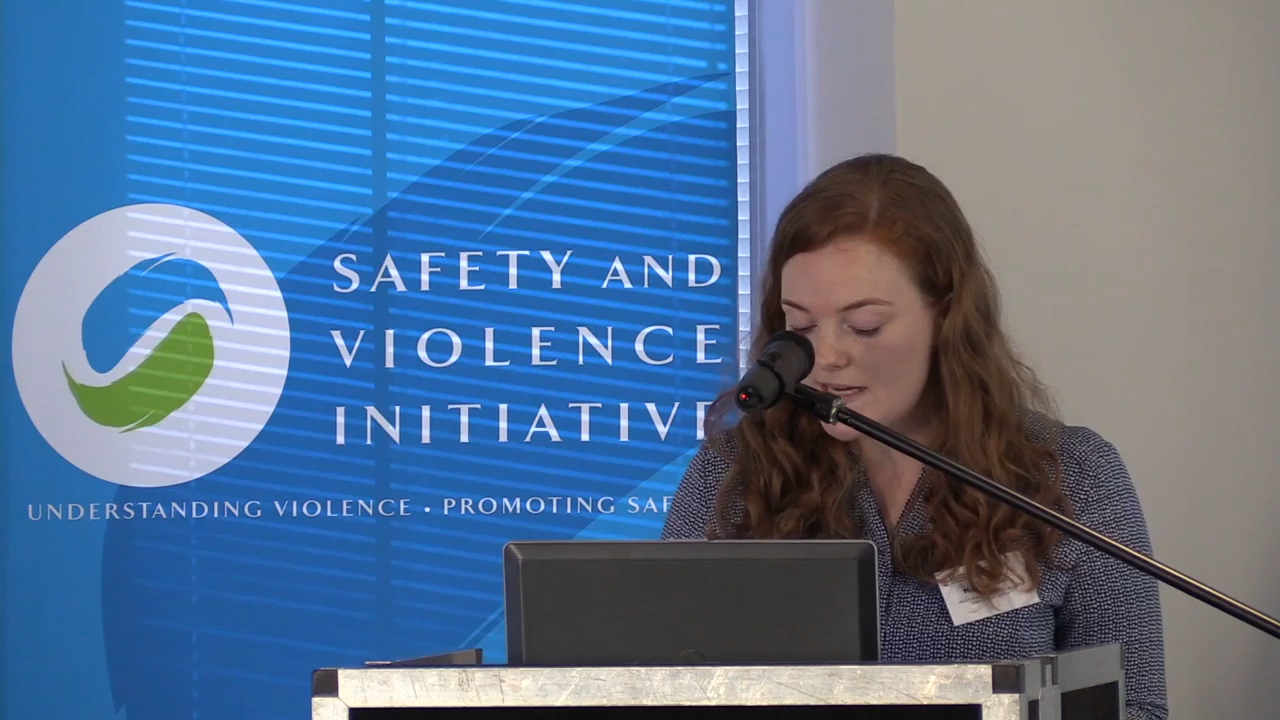 SAFETY AND
VIOLENCE
INITIATIVE
UNDERSTANDING VIOLENCE • PROMOTING SAF